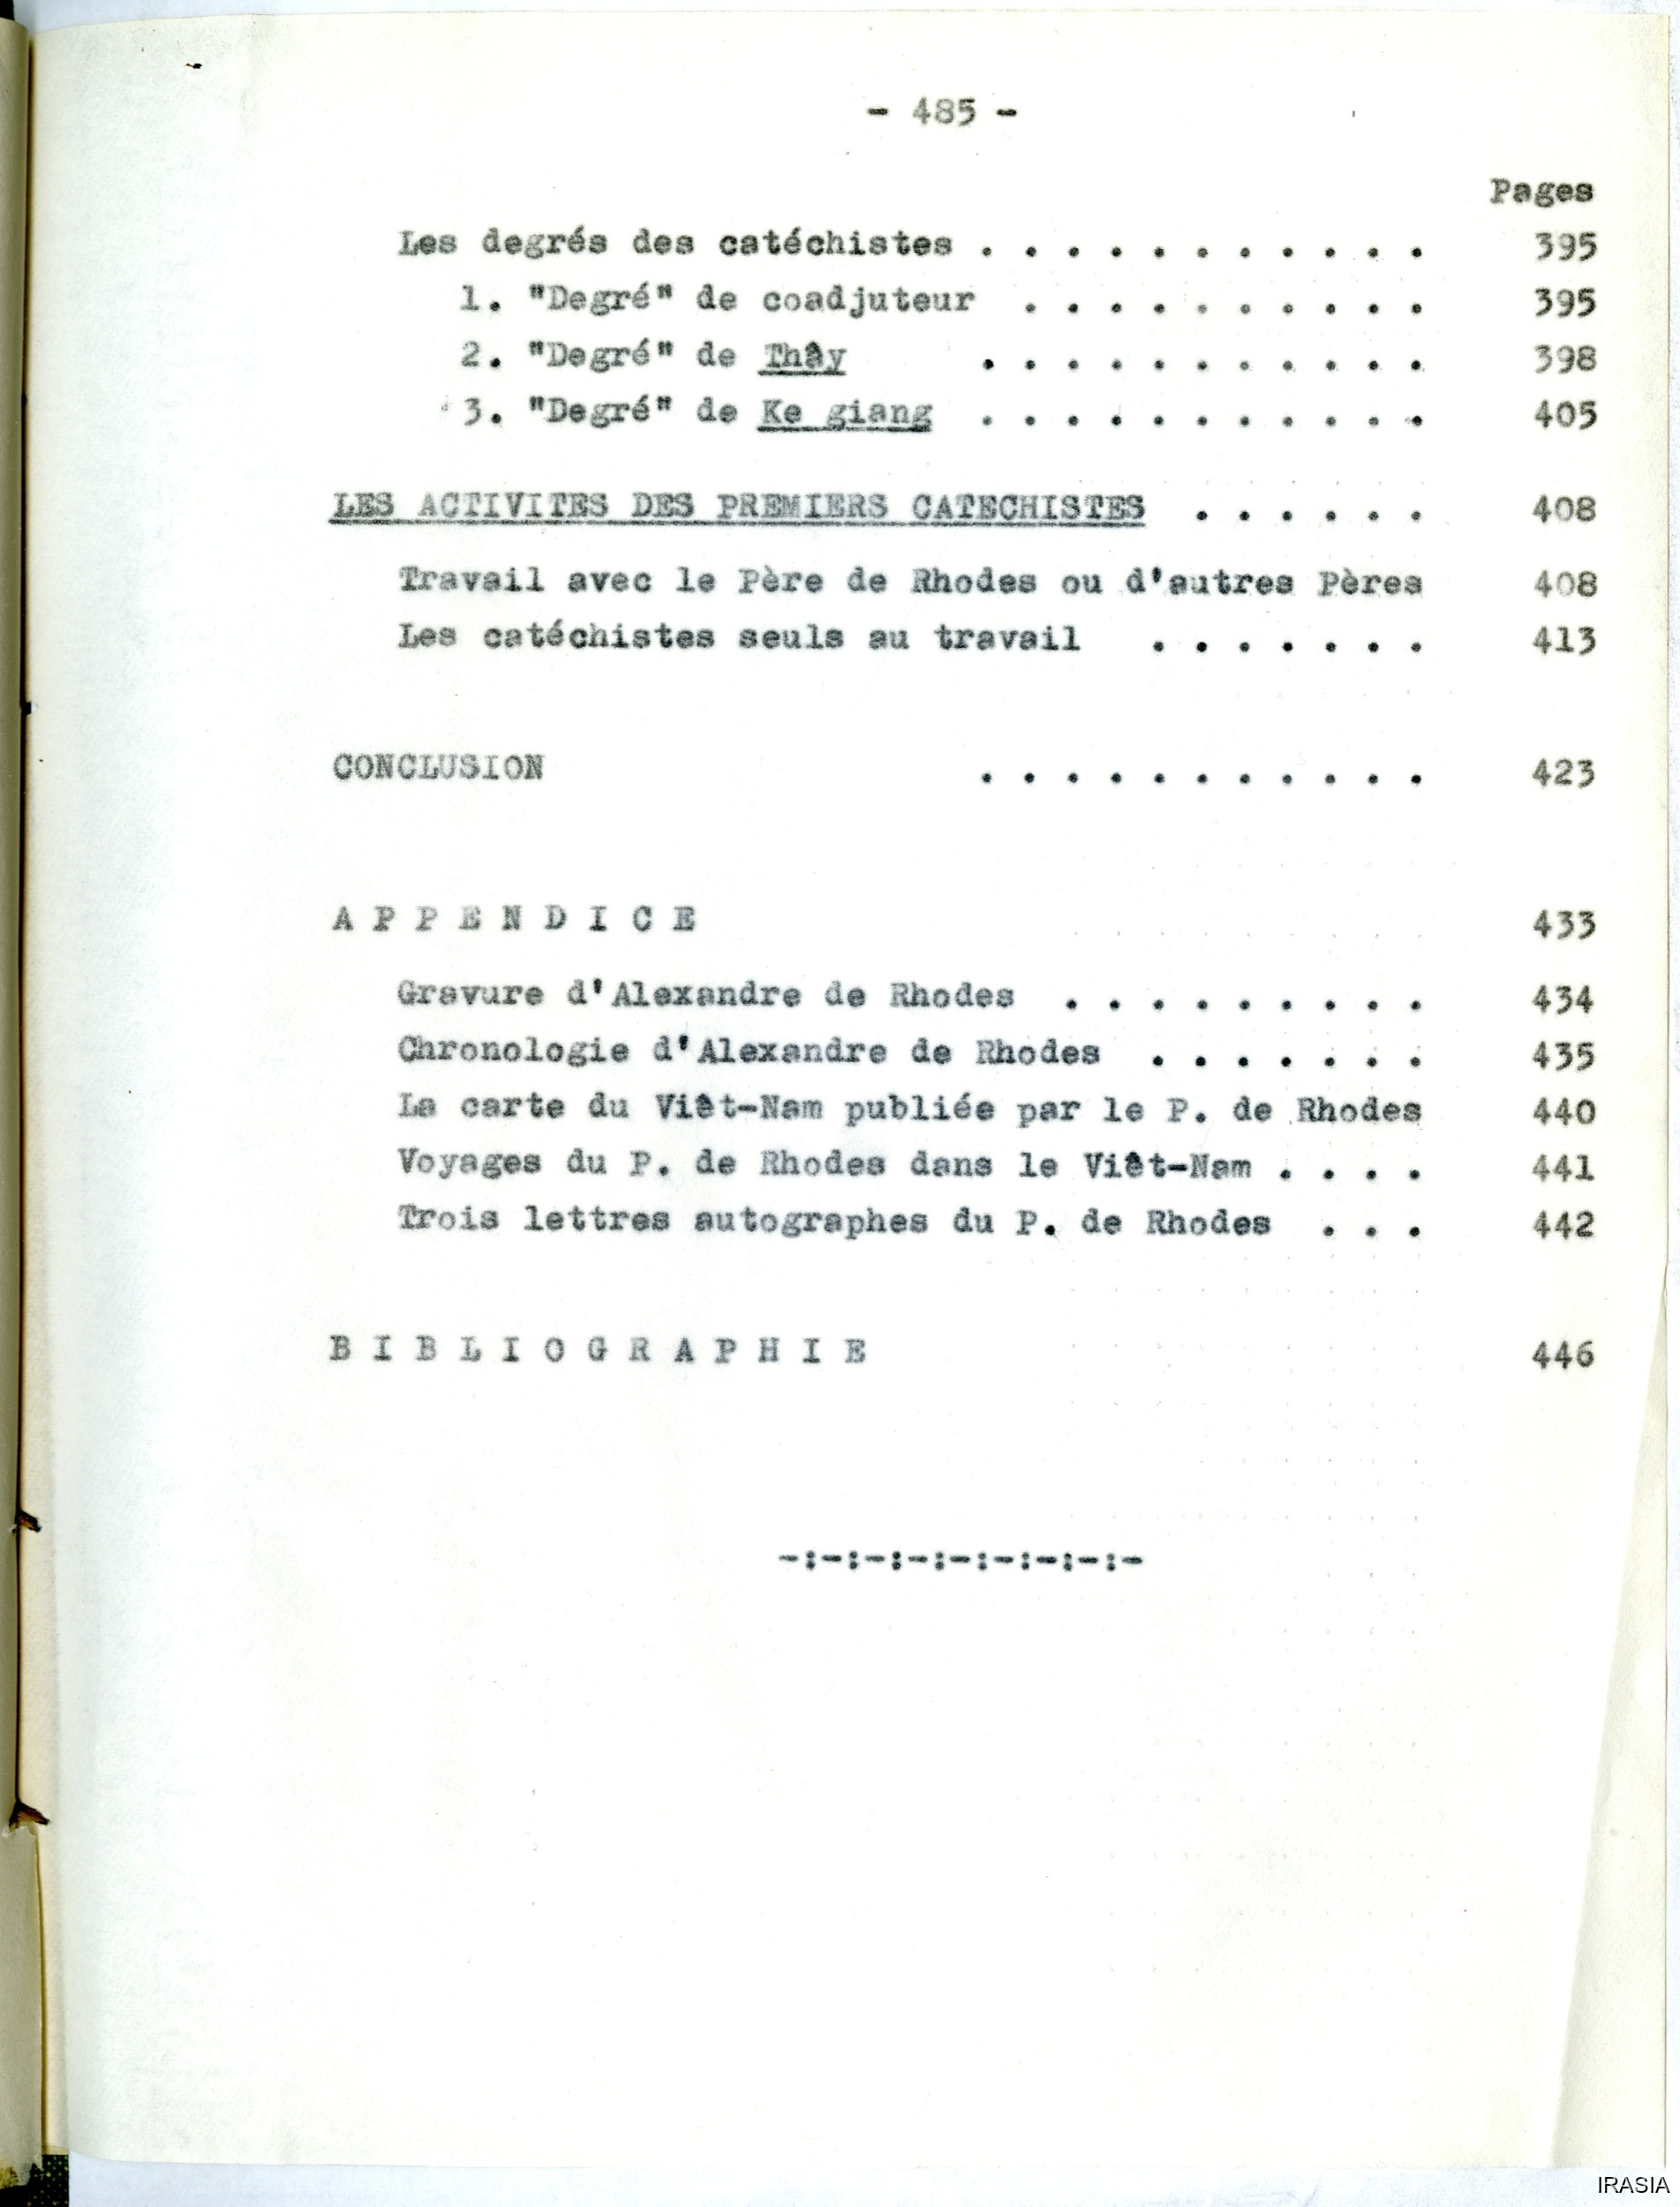 - 485 -
Pages
Les degrés des catéchistes . . . . . . . . . . . 395
1. "Degré" de coadjuteur . . . . . . . . . . 395
2. "Degré" de Thây . . . . . . . . . . . 398
3. "Degré" de Ke giang . . . . . . . . . . . 405
LES ACTIVITES DES PREMIERS CATECHISTES . . . . . . 408
Travail avec le Père de Rhodes ou d'autres Pères 408
Les catéchistes seuls au travail . . . . . . . 413
CONCLUSION . . . . . . . . . . . 423
A P P E N D I C E 433
Gravure d'Alexandre de Rhodes . . . . . . . . . 434
Chronologie d'Alexandre de Rhodes . . . . . . . 435
La carte du Viêt-Nam publiée par le P. de Rhodes 440
Voyages du P. de Rhodes dans le Viêt-Nam . . . . 441
Trois lettres autographes du P. de Rhodes . . . 442
B I B L I O G R A P H I E 446
-:-:-:-:-:-:-:-:-
IRASIA